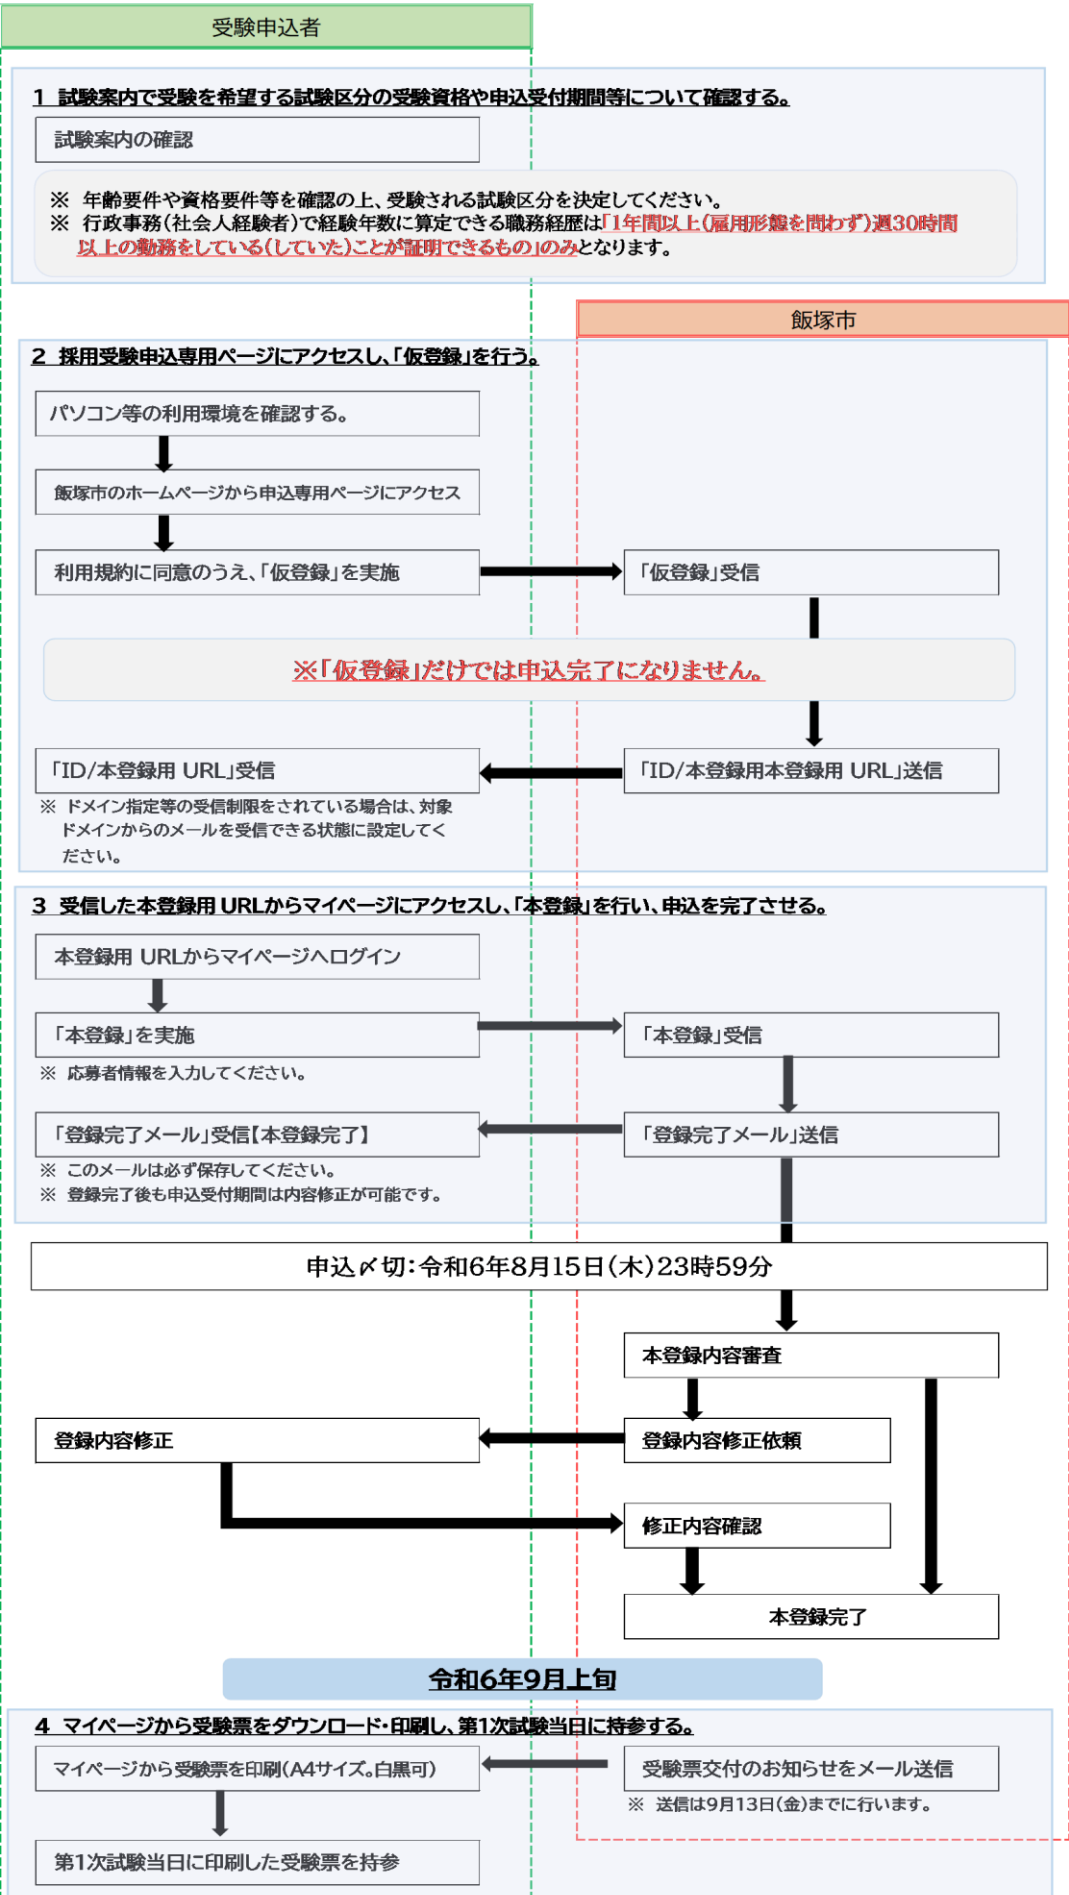 受験申込者
1 試験案内で受験を希望する試験区分の受験資格や申込受付期間等について確認する。
試験案内の確認
※ 年齢要件や資格要件等を確認の上、受験される試験区分を決定してください。
※ 行政事務(社会人経験者)で経験年数に算定できる職務経歴は「1年間以上(雇用形態を問わず)週30時間
以上の勤務をしている(していた)ことが証明できるもの」のみとなります。
飯塚市
2 採用受験申込専用ページにアクセスし、「仮登録」を行う。
パソコン等の利用環境を確認する。
飯塚市のホームページから申込専用ページにアクセス
利用規約に同意のうえ、「仮登録」を実施
「仮登録」受信
※「仮登録」だけでは申込完了になりません。
「ID/本登録用 URL」受信
「ID/本登録用本登録用 URL」送信
※ ドメイン指定等の受信制限をされている場合は、対象
ドメインからのメールを受信できる状態に設定してく
ださい。
3 受信した本登録用 URLからマイページにアクセスし、「本登録」を行い、申込を完了させる。
本登録用 URLからマイページへログイン
「本登録」を実施
「本登録」受信
※ 応募者情報を入力してください。
「登録完了メール」受信【本登録完了】
「登録完了メール」送信
※ このメールは必ず保存してください。
※ 登録完了後も申込受付期間は内容修正が可能です。
申込〆切:令和6年8月15日(木)23時59分
本登録内容審査
登録内容修正
登録内容修正依頼
修正内容確認
本登録完了
令和6年9月上旬
4 マイページから受験票をダウンロード・印刷し、第1次試験当日に持参する。
マイページから受験票を印刷(A4サイズ。白黒可)
受験票交付のお知らせをメール送信
※ 送信は9月13日(金)までに行います。
第1次試験当日に印刷した受験票を持参